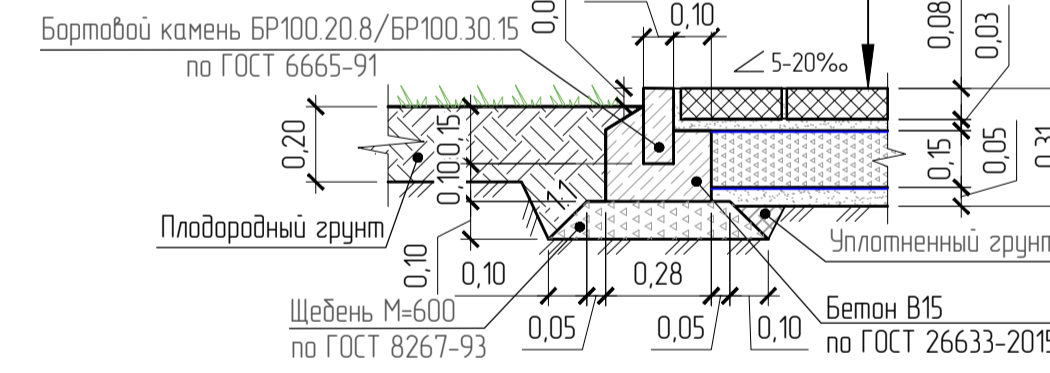 Бортовой камень БР100.20.8/БР100.30.15
по ГОСТ 6665-91
0,10
0,08
0,03
∠ 5-20‰
0,20
0,15
0,10
1:1
0,15
0,05
Плодородный грунт
Уплотненный грунт
0,10
0,10
0,28
Щебень М=600
по ГОСТ 8267-93
0,05
0,05
0,10
Бетон В15
по ГОСТ 26633-2015